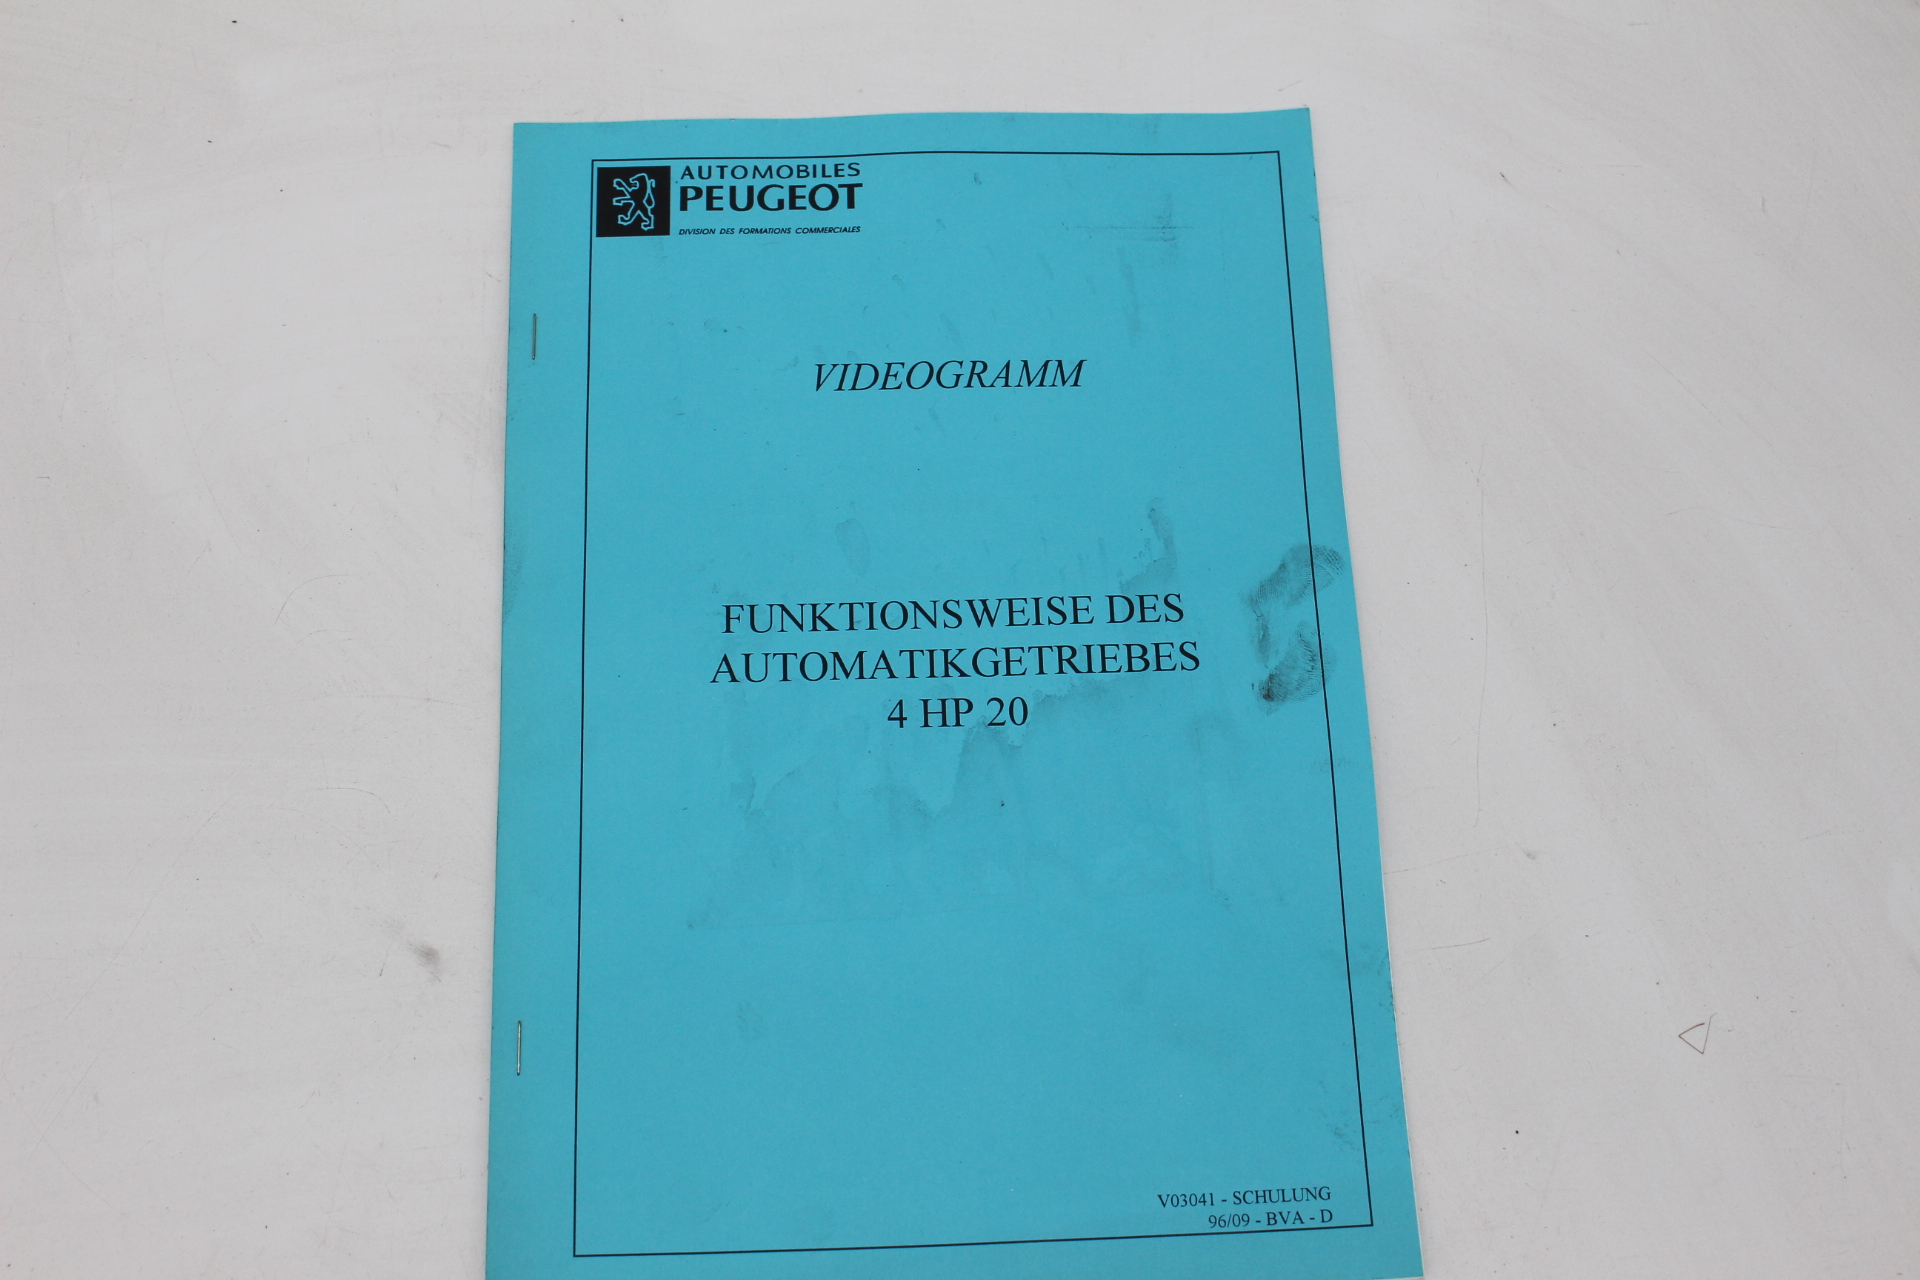 AUTOMOBILES
PEUGEOT
DIVISION DES FORMATIONS COMMERCIALES
VIDEOGRAMM
FUNKTIONSWEISE DES
AUTOMATIKGETRIEBES
4 HP 20
V03041 - SCHULUNG
96/09 - BVA - D